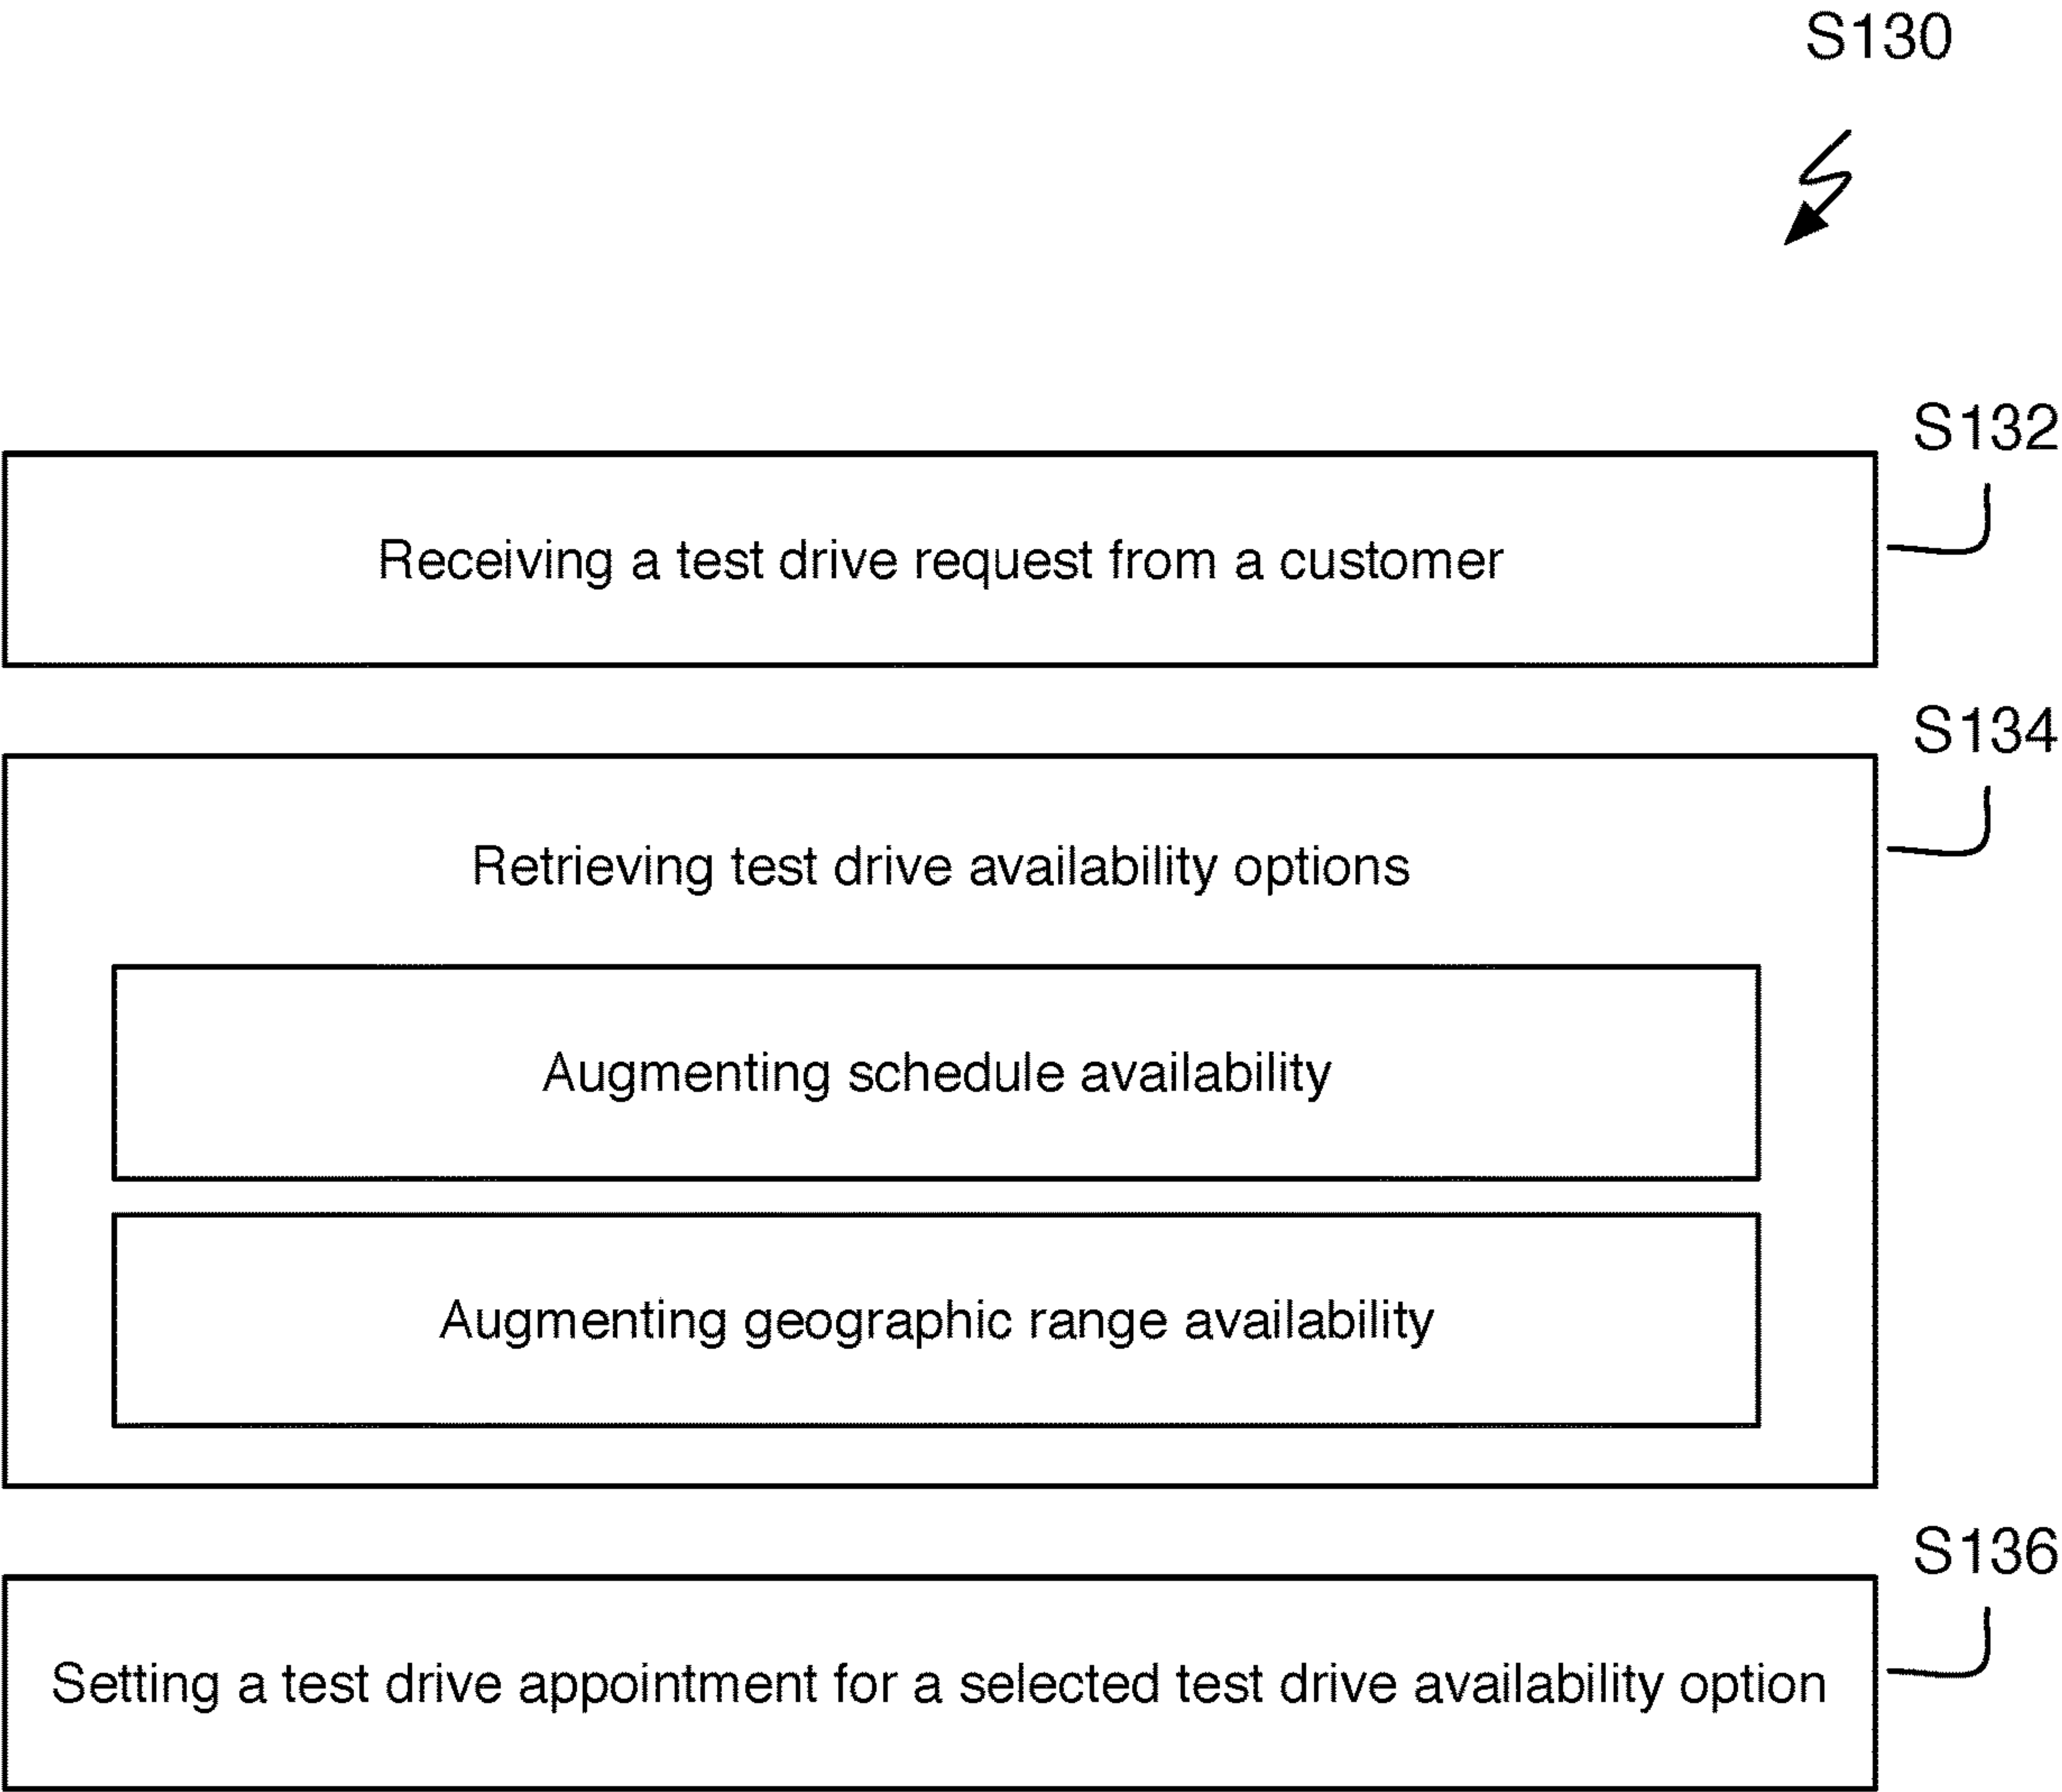 S130
S132
Receiving a test drive request from a customer
S134
Retrieving test drive availability options
Augmenting schedule availability
Augmenting geographic range availability
S136
Setting a test drive appointment for a selected test drive availability option